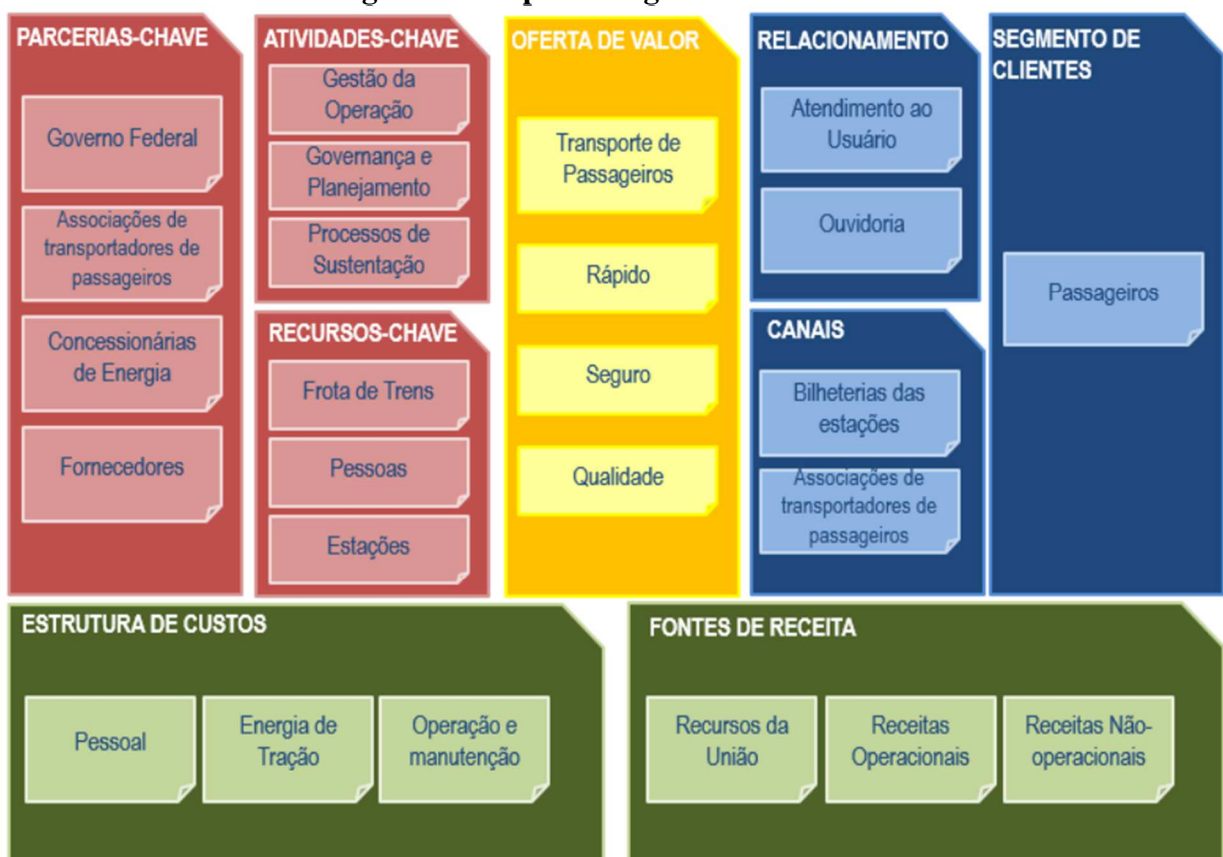 PARCERIAS-CHAVE
Governo Federal
Associações de
transportadores de
passageiros
Concessionárias
de Energia
Fornecedores
ATIVIDADES-CHAVE
Gestão da
Operação
Governança e
Planejamento
Processos de
Sustentação
RECURSOS-CHAVE
Frota de Trens
Pessoas
Estações
OFERTA DE VALOR
Transporte de
Passageiros
Rápido
Seguro
Qualidade
RELACIONAMENTO
Atendimento ao
Usuário
Ouvidoria
CANAIS
Bilheterias das
estações
Associações de
transportadores de
passageiros
SEGMENTO DE
CLIENTES
Passageiros
ESTRUTURA DE CUSTOS
Pessoal
Energia de
Tração
Operação e
manutenção
FONTES DE RECEITA
Recursos da
União
Receitas
Operacionais
Receitas Não-
operacionais